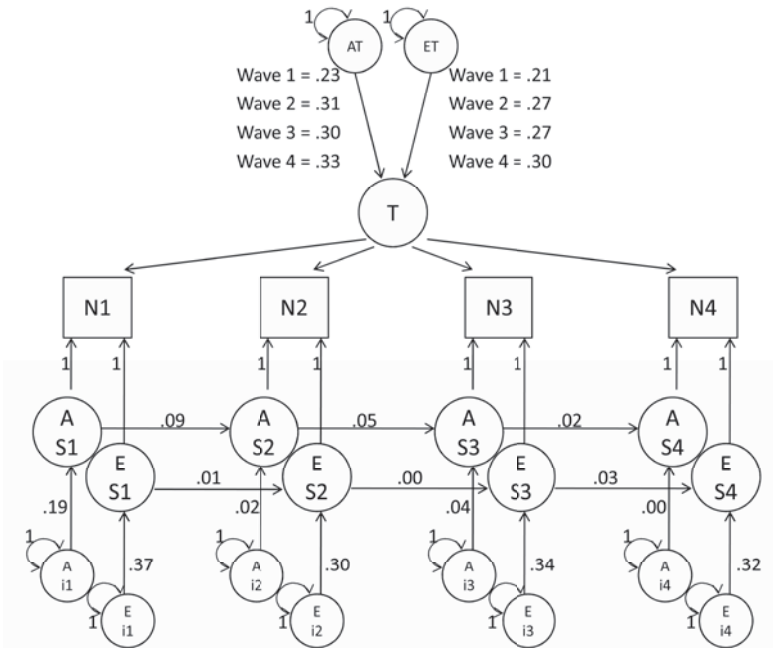 1 1
AT ET
Wave 1 = .23 Wave 1 = .21
Wave 2 = .31 Wave 2 = .27
Wave 3 = .30 Wave 3 = .27
Wave 4 = .33 Wave 4 = .30
T
N1 N2 N3 N4
1 1 1 1 1 1 1 1
A A A A
S1 .09 S2 .05 S3 .02 S4
E E E E
S1 .01 S2 .00 S3 .03 S4
.19 .02 .04 .00
1 1 1 1
A .37 A .30 A .34 A .32
i1 i2 i3 i4
E E E E
1 i1 1 i2 1 i3 1 i4